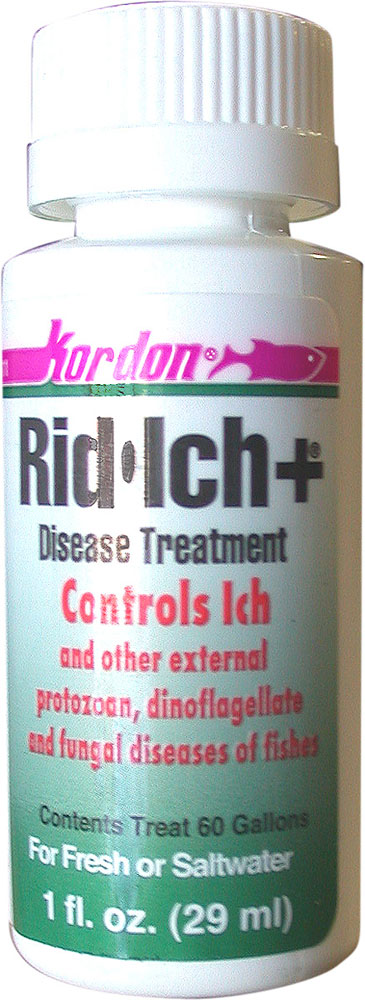 Kordon®
Rid•Ich+®
Disease Treatment
Controls Ich
and other external
protozoan, dinoflagellate
and fungal diseases of fishes
Contents Treat 60 Gallons
For Fresh or Saltwater
1 fl. oz. (29 ml)